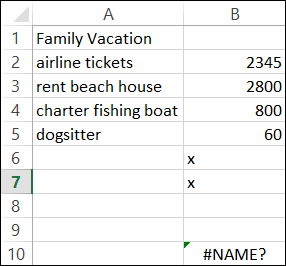 A B
1 Family Vacation
2 airline tickets 2345
3 rent beach house 2800
4 charter fishing boat 800
5 dogsitter 60
6 x
7 x
8
9
10 #NAME?